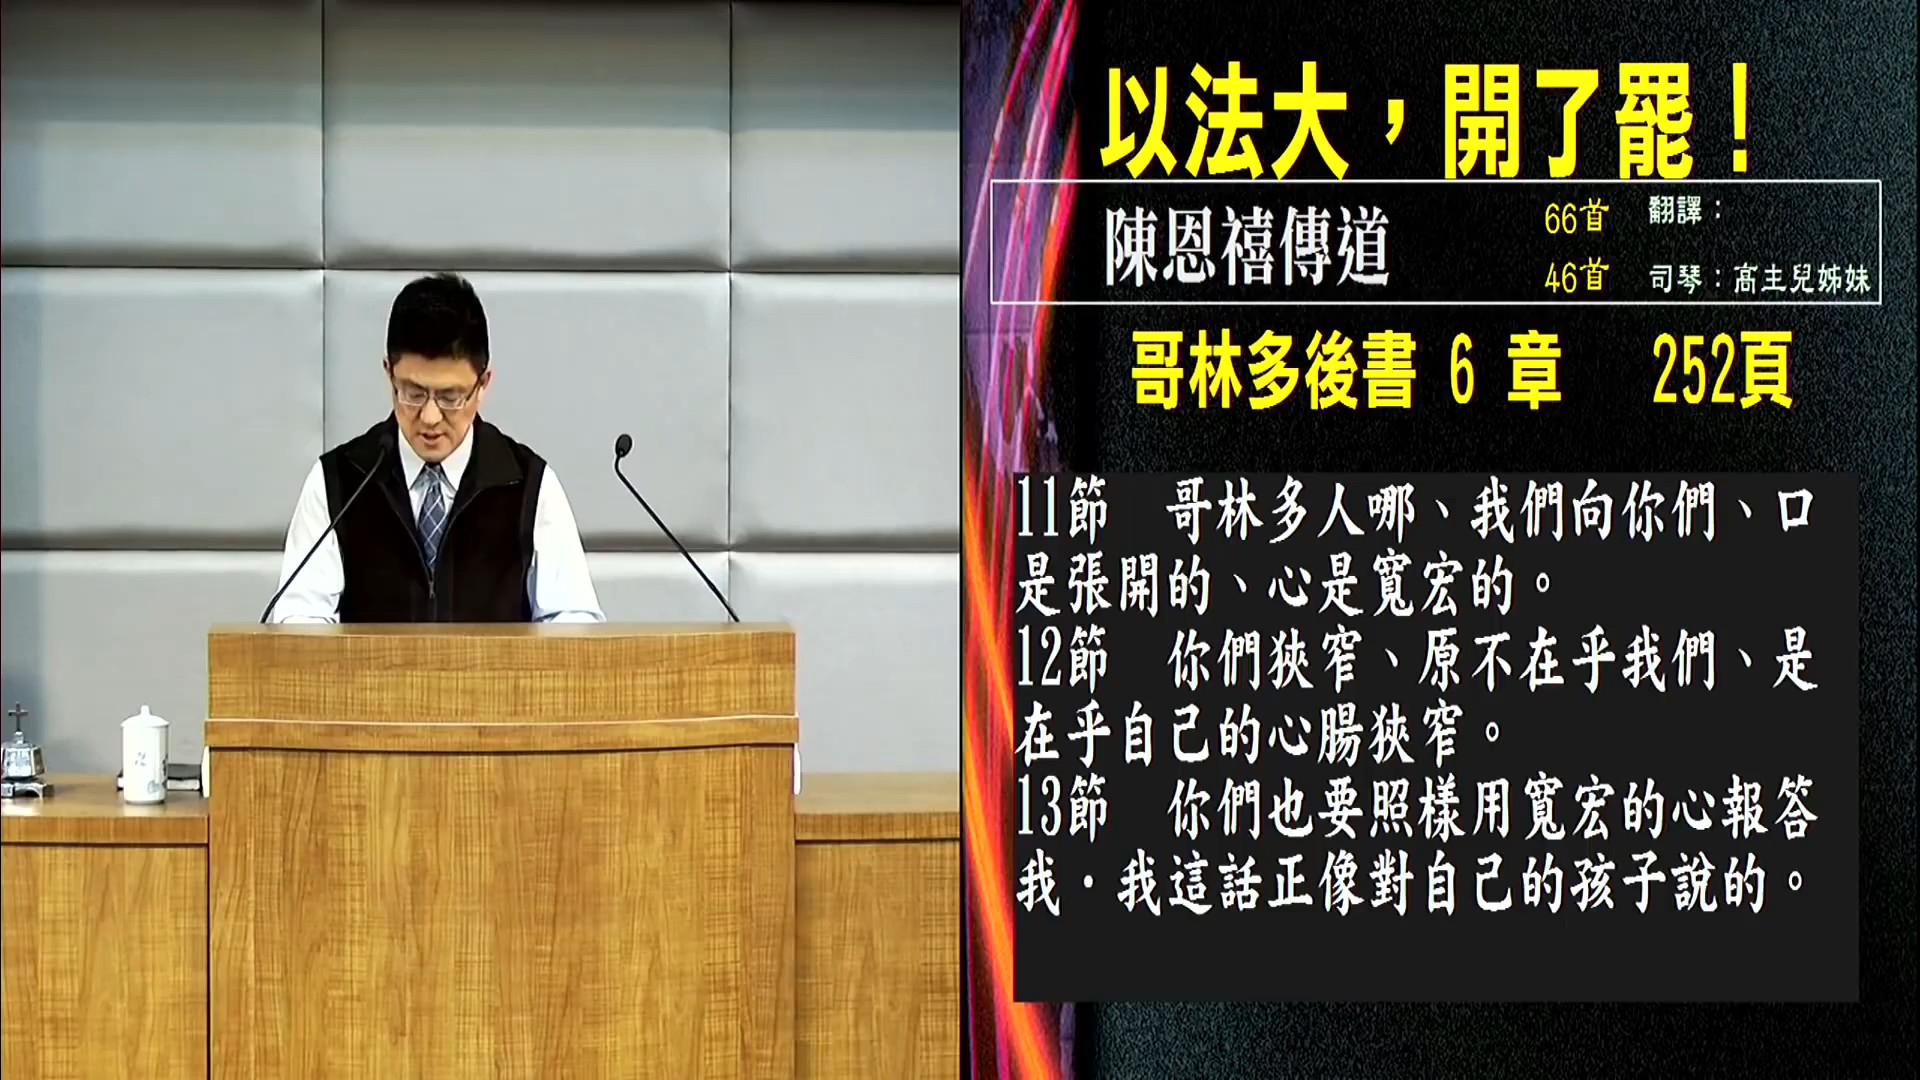 以法大，開了罷！
陳恩禧傳道
66首
翻譯：
46首
司琴：高主兒姊妹
哥林多後書 6 章 252頁
11節　哥林多人哪、我們向你們、口
是張開的、心是寬宏的。
12節　你們狹窄、原不在乎我們、是
在乎自己的心腸狹窄。
13節　你們也要照樣用寬宏的心報答
我．我這話正像對自己的孩子說的。